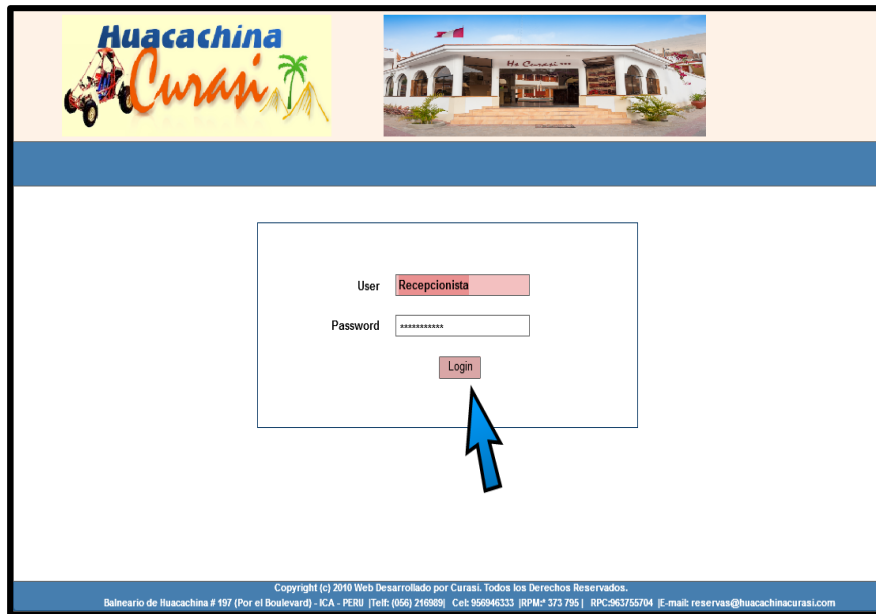 Huacachina
Curasi
Hs Curasi ***
User Recepcionista
Password ***********
Login
Copyright (c) 2010 Web Desarrollado por Curasi. Todos los Derechos Reservados.
Balneario de Huacachina # 197 (Por el Boulevard) - ICA - PERU |Telf: (056) 216989| Cel: 956946333 |RPM:* 373 795 | RPC:963755704 |E-mail: reservas@huacachinacurasi.com